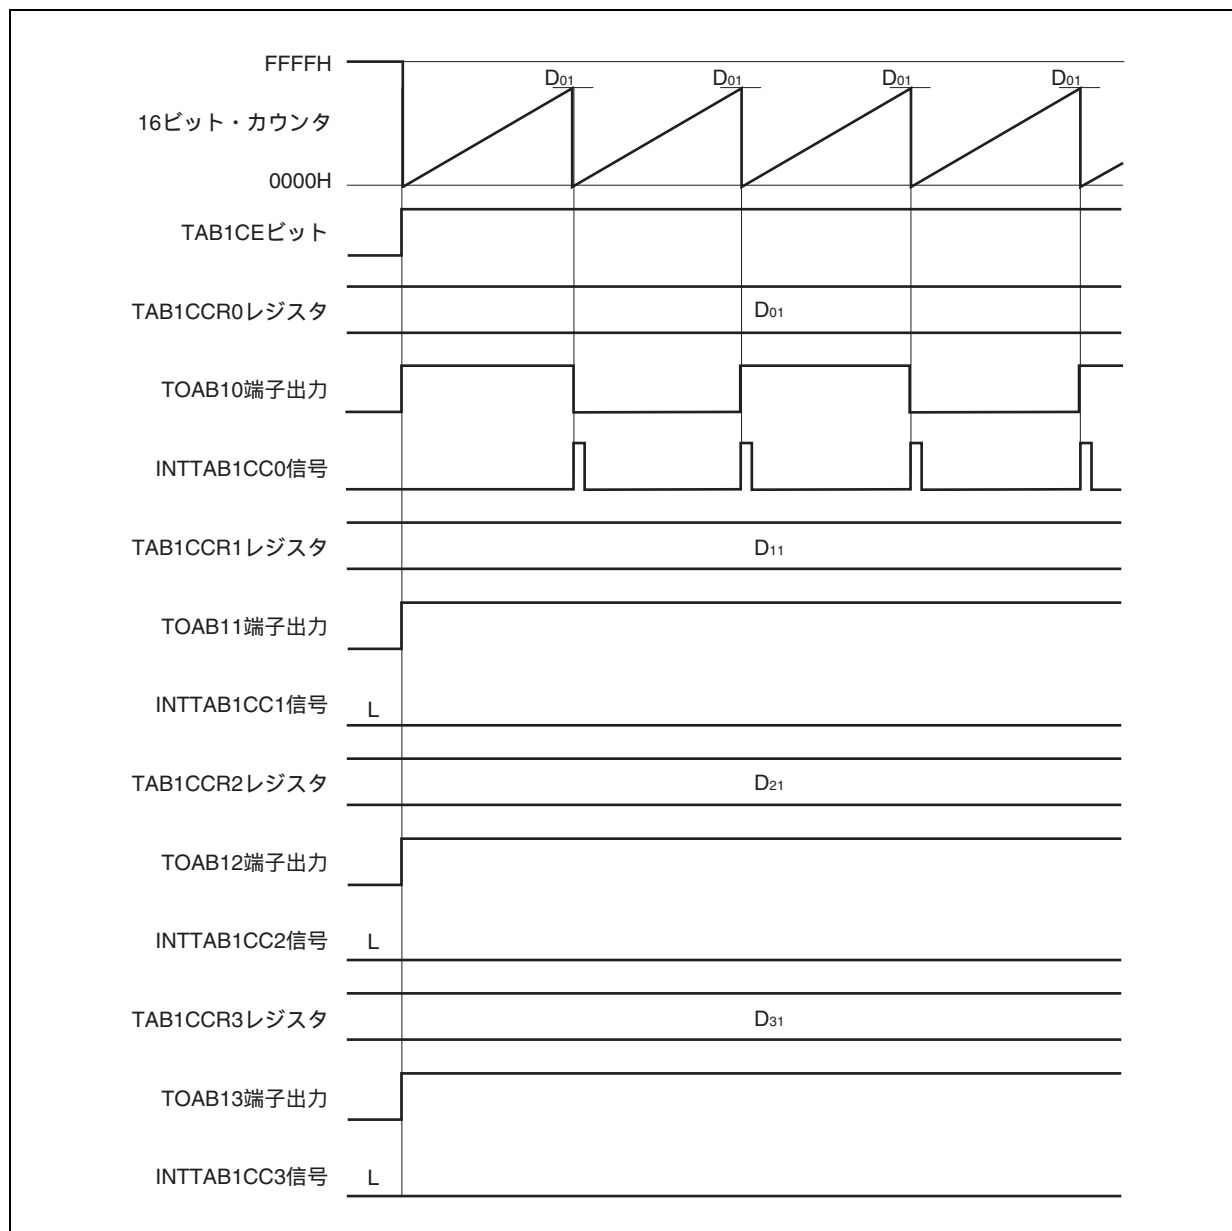 FFFFH
D01 D01 D01 D01
16ビット・カウンタ
0000H
TAB1CEビット
TAB1CCR0レジスタ D01
TOAB10端子出力
INTTAB1CC0信号
TAB1CCR1レジスタ D11
TOAB11端子出力
INTTAB1CC1信号 L
TAB1CCR2レジスタ D21
TOAB12端子出力
INTTAB1CC2信号 L
TAB1CCR3レジスタ D31
TOAB13端子出力
INTTAB1CC3信号 L